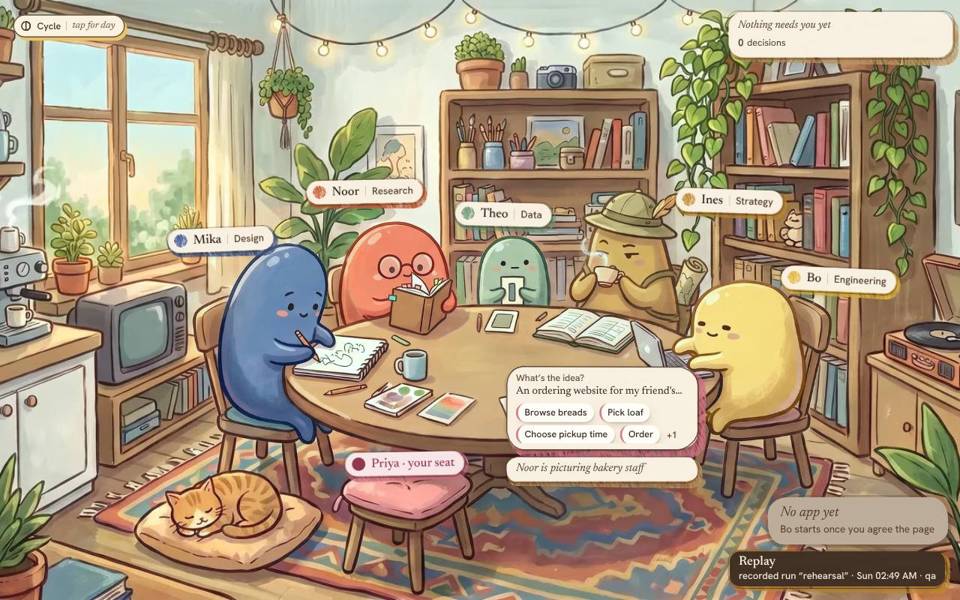 Cycle tap for day
Nothing needs you yet
0 decisions
Noor Research
Ines Strategy
Theo Data
Mika Design
Bo Engineering
What's the idea?
An ordering website for my friend's...
Browse breads Pick loaf
Choose pickup time Order +1
Noor is picturing bakery staff
Priya · your seat
No app yet
Bo starts once you agree the page
Replay
recorded run "rehearsal" · Sun 02:49 AM · qa